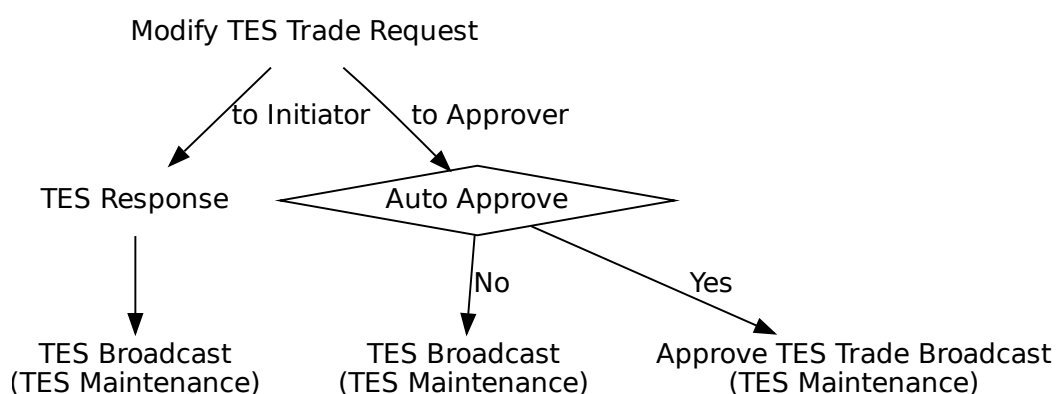 Modify TES Trade Request
to Initiator
to Approver
TES Response
Auto Approve
No
Yes
TES Broadcast
(TES Maintenance)
TES Broadcast
(TES Maintenance)
Approve TES Trade Broadcast
(TES Maintenance)